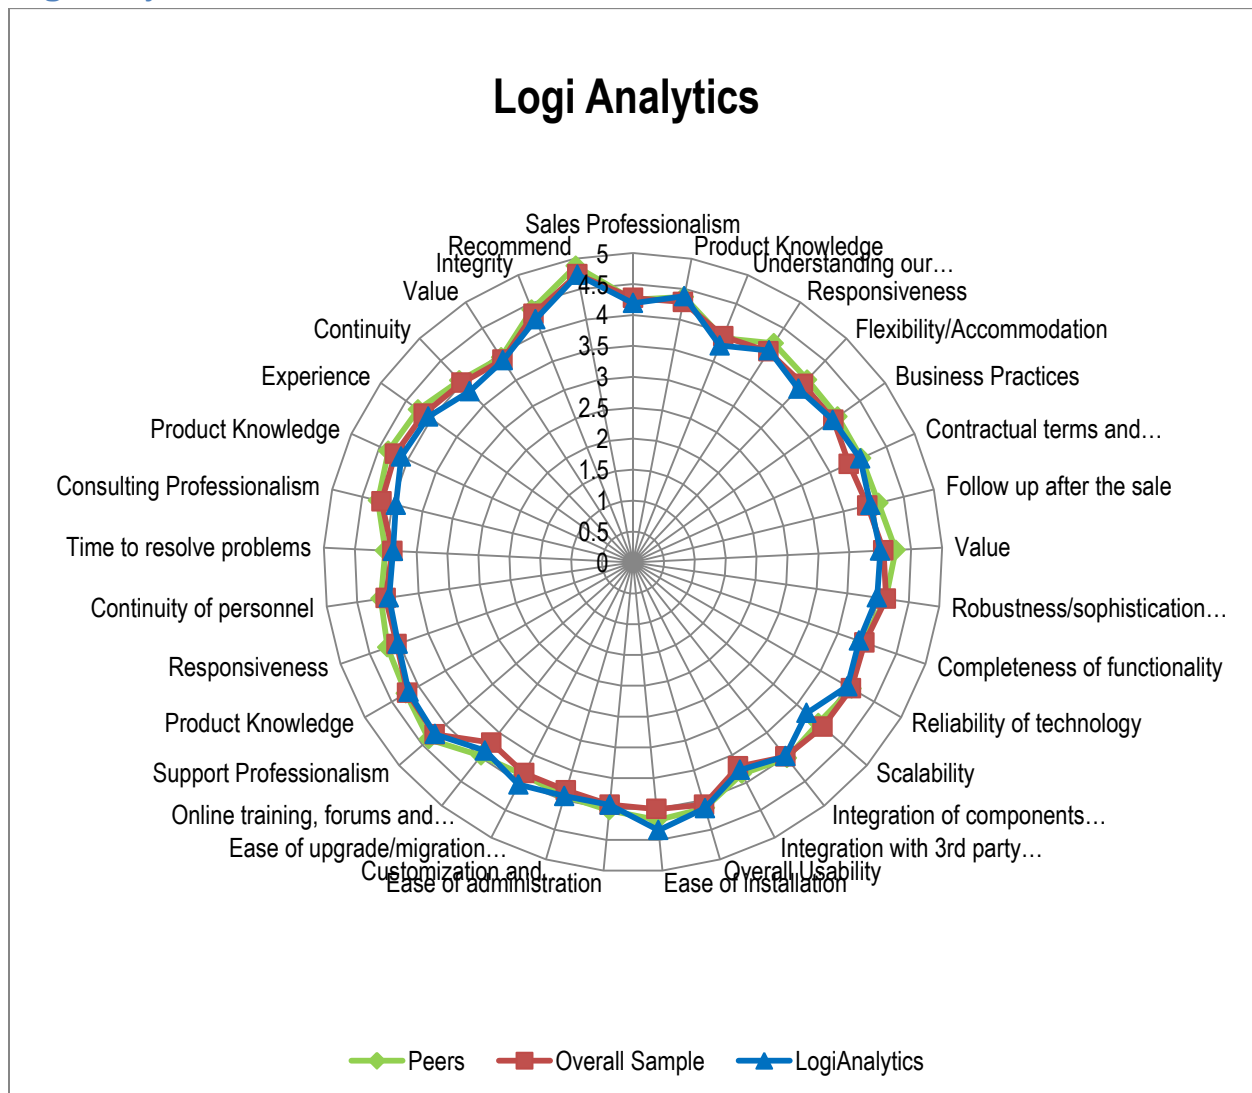 Logi Analytics
Sales Professionalism
Product Knowledge
Understanding our…
Responsiveness
Flexibility/Accommodation
Business Practices
Contractual terms and…
Follow up after the sale
Value
Robustness/sophistication…
Completeness of functionality
Reliability of technology
Scalability
Integration of components…
Integration with 3rd party…
Overall Usability
Ease of Installation
Ease of administration
Customization and…
Ease of upgrade/migration…
Online training, forums and…
Support Professionalism
Product Knowledge
Responsiveness
Continuity of personnel
Time to resolve problems
Consulting Professionalism
Product Knowledge
Experience
Continuity
Value
Integrity
Recommend
5
4.5
4
3.5
3
2.5
2
1.5
1
0.5
0
Peers
Overall Sample
LogiAnalytics